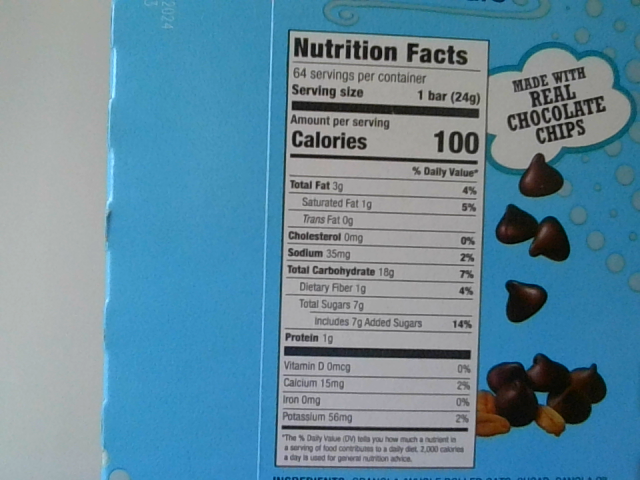 2024
Nutrition Facts
64 servings per container
Serving size 1 bar (24g)
Amount per serving
Calories 100
% Daily Value*
Total Fat 3g 4%
Saturated Fat 1g 5%
Trans Fat 0g
Cholesterol 0mg 0%
Sodium 35mg 2%
Total Carbohydrate 18g 7%
Dietary Fiber 1g 4%
Total Sugars 7g
Includes 7g Added Sugars 14%
Protein 1g
Vitamin D 0mcg 0%
Calcium 15mg 2%
Iron 0mg 0%
Potassium 56mg 2%
*The % Daily Value (DV) tells you how much a nutrient in
a serving of food contributes to a daily diet. 2,000 calories
a day is used for general nutrition advice.
MADE WITH
REAL
CHOCOLATE
CHIPS